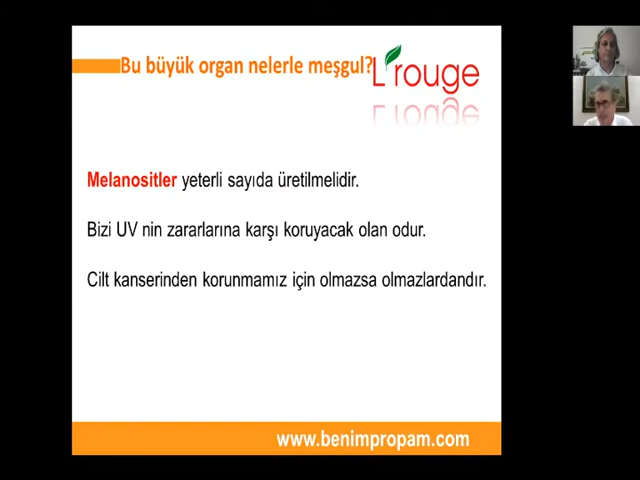 Bu büyük organ nelerle meşgul?
L'rouge
Melanositler yeterli sayıda üretilmelidir.
Bizi UV nin zararlarına karşı koruyacak olan odur.
Cilt kanserinden korunmamız için olmazsa olmazlardandır.
www.benimpropam.com